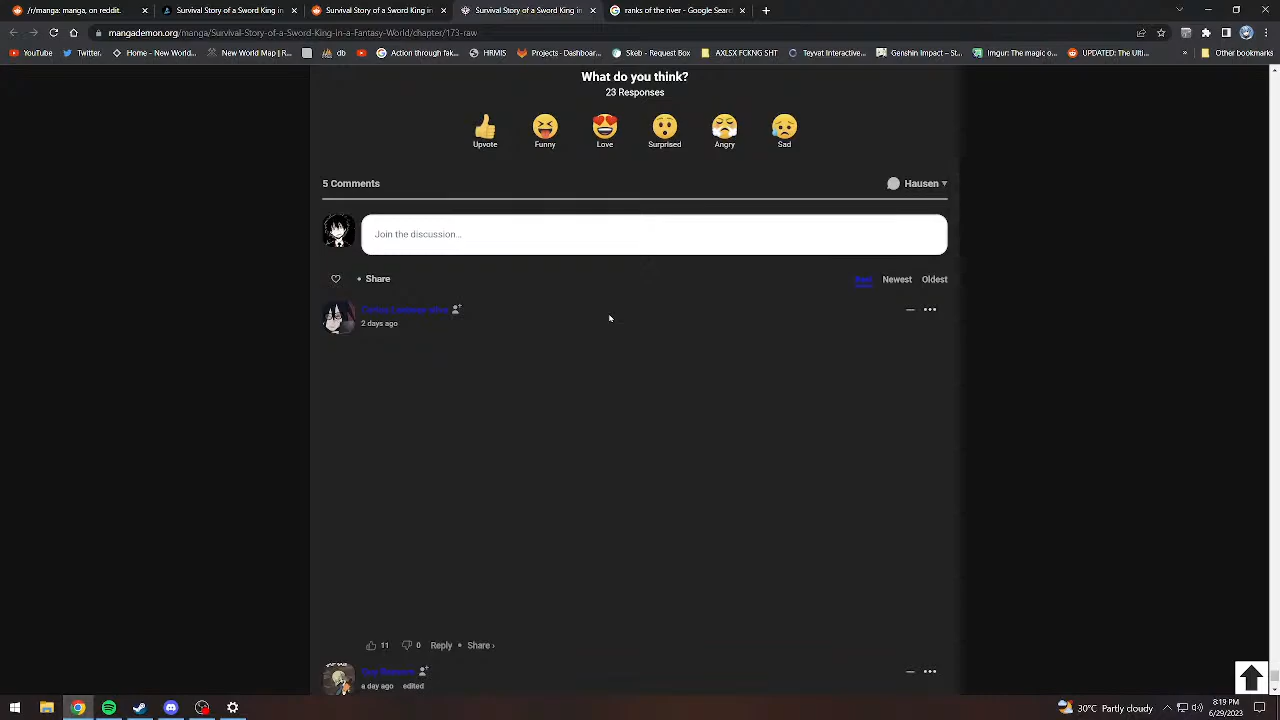 //manga: manga, on reddit.
Survival Story of a Sword King in
Survival Story of a Sword King in
Survival Story of a Sword King in
ranks of the river - Google Search
mangademon.org/manga/Survival-Story-of-a-Sword-King-in-a-Fantasy-World/chapter/173-raw
YouTube
Twitter
Home - New World...
New World Map | R...
db
Action through fake...
HRMIS
Projects · Dashboar...
Skeb - Request Box
TALSX FCKNG SHT
Teyvat Interactive...
Genshin Impact – St...
Imgur: The magic o...
UPDATED: The Ulti...
Other bookmarks
What do you think?
23 Responses
Upvote
Funny
Love
Surprised
Angry
Sad
5 Comments
Hausen
Join the discussion...
• Share
Best
Newest
Oldest
2 days ago
11
0
Reply • Share ›
a day ago
edited
30°C Partly cloudy
8:19 PM
6/29/2023